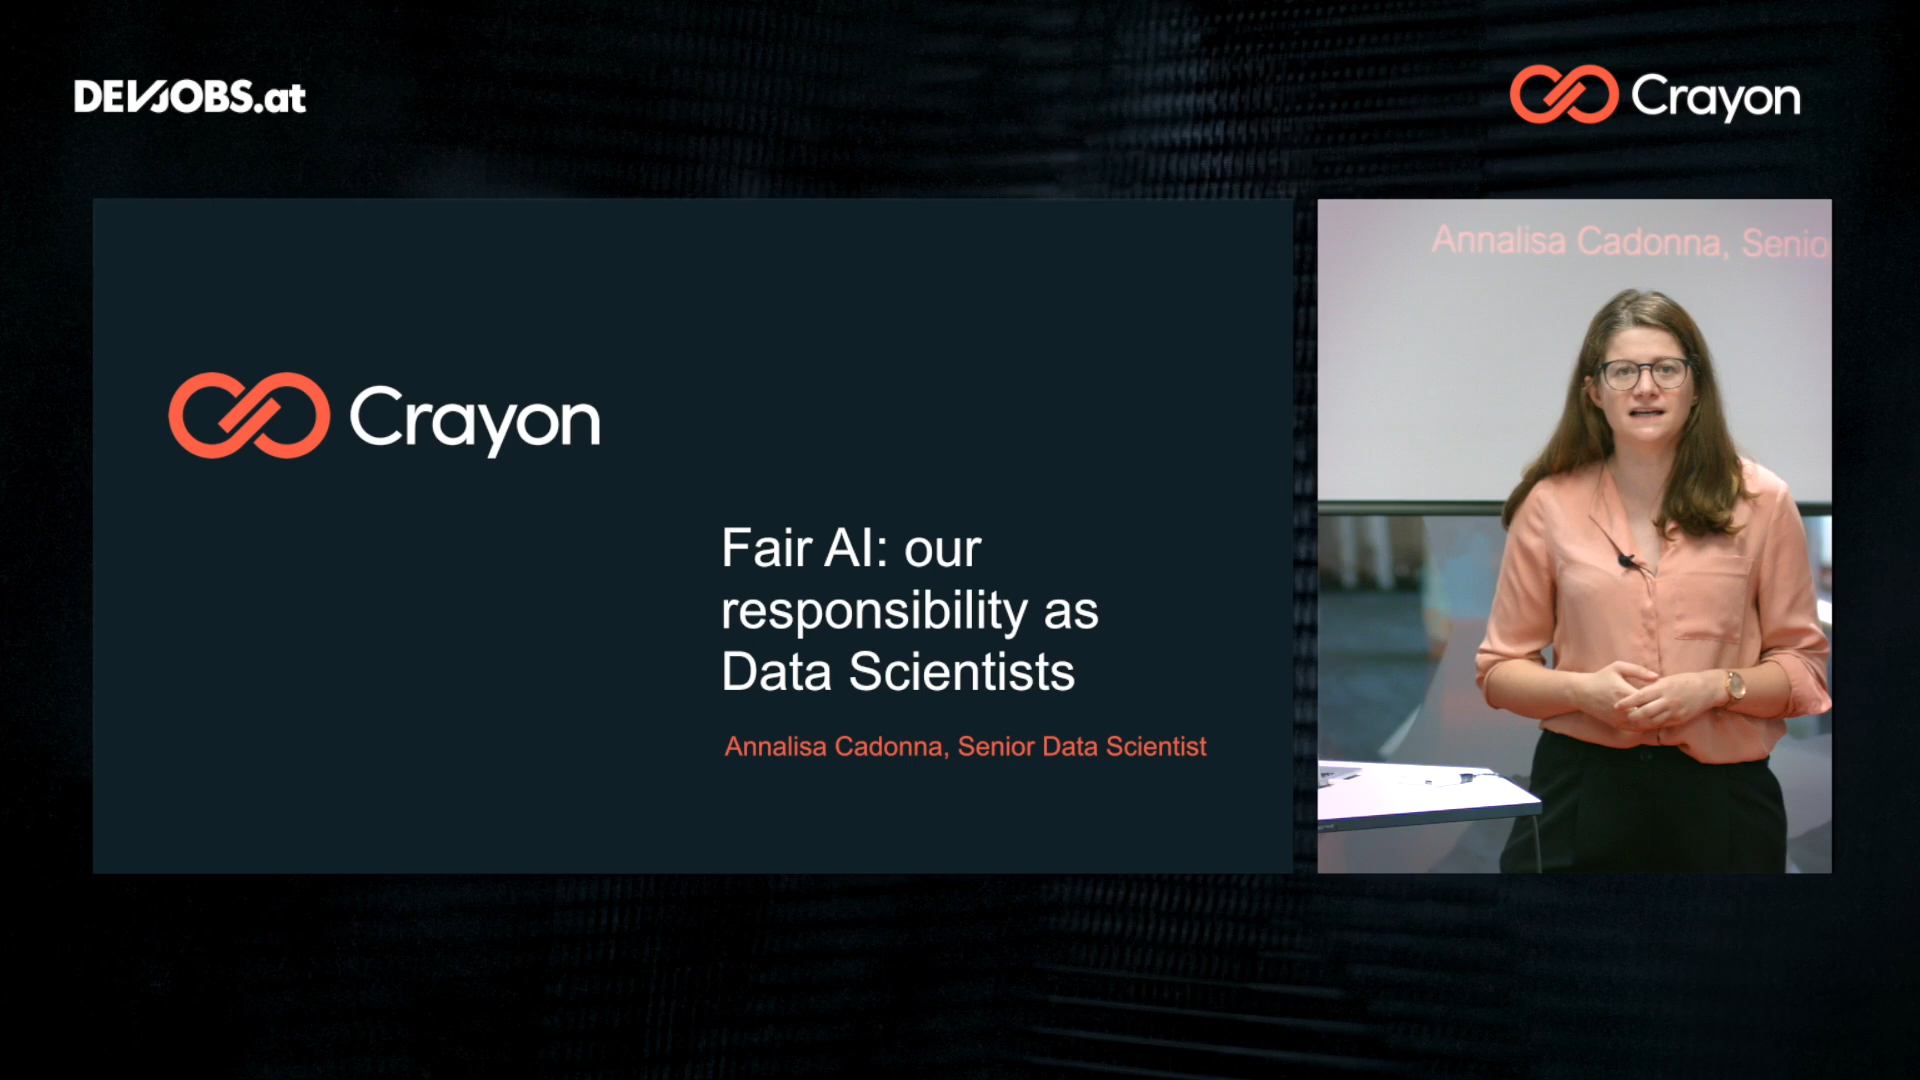 DEVJOBS.at
Crayon
Crayon
Fair AI: our
responsibility as
Data Scientists
Annalisa Cadonna, Senior Data Scientist
Annalisa Cadonna, Senio